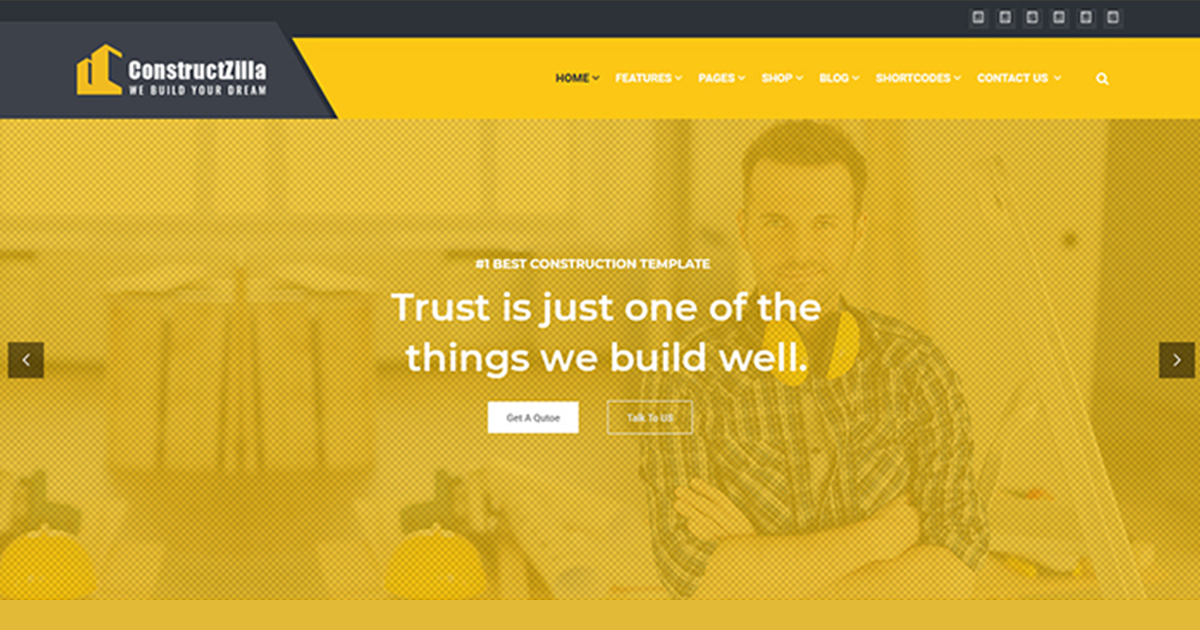 ConstructZilla
WE BUILD YOUR DREAM
HOME
FEATURES
PAGES
SHOP
BLOG
SHORTCODES
CONTACT US
#1 BEST CONSTRUCTION TEMPLATE
Trust is just one of the
things we build well.
Get A Qutoe
Talk To US